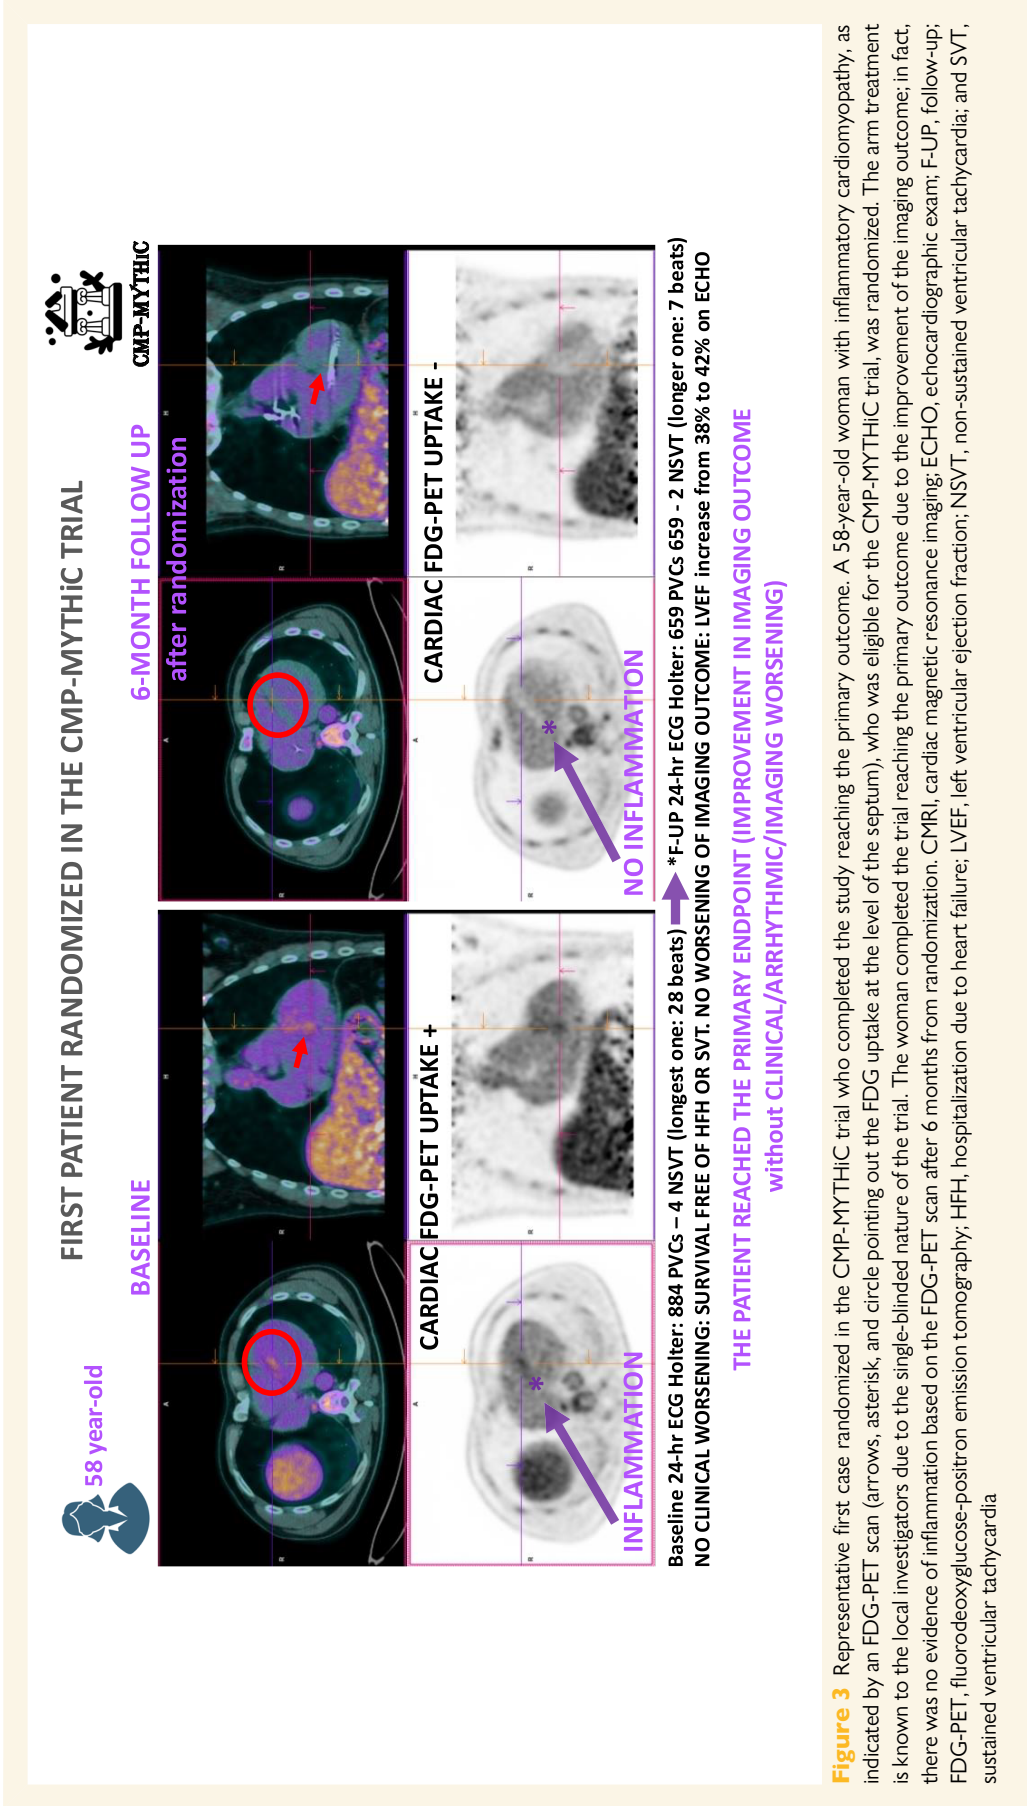 FIRST PATIENT RANDOMIZED IN THE CMP-MYTHiC TRIAL
58 year-old
BASELINE
6-MONTH FOLLOW UP
after randomization
CMP-MYTHiC
CARDIAC FDG-PET UPTAKE +
CARDIAC FDG-PET UPTAKE -
INFLAMMATION
*
NO INFLAMMATION
*
Baseline 24-hr ECG Holter: 884 PVCs – 4 NSVT (longest one: 28 beats) *F-UP 24-hr ECG Holter: 659 PVCs 659 - 2 NSVT (longer one: 7 beats)
NO CLINICAL WORSENING: SURVIVAL FREE OF HFH OR SVT. NO WORSENING OF IMAGING OUTCOME: LVEF increase from 38% to 42% on ECHO
THE PATIENT REACHED THE PRIMARY ENDPOINT (IMPROVEMENT IN IMAGING OUTCOME
without CLINICAL/ARRHYTHMIC/IMAGING WORSENING)
Figure 3 Representative first case randomized in the CMP-MYTHiC trial who completed the study reaching the primary outcome. A 58-year-old woman with inflammatory cardiomyopathy, as
indicated by an FDG-PET scan (arrows, asterisk, and circle pointing out the FDG uptake at the level of the septum), who was eligible for the CMP-MYTHiC trial, was randomized. The arm treatment
is known to the local investigators due to the single-blinded nature of the trial. The woman completed the trial reaching the primary outcome due to the improvement of the imaging outcome; in fact,
there was no evidence of inflammation based on the FDG-PET scan after 6 months from randomization. CMRI, cardiac magnetic resonance imaging; ECHO, echocardiographic exam; F-UP, follow-up;
FDG-PET, fluorodeoxyglucose-positron emission tomography; HFH, hospitalization due to heart failure; LVEF, left ventricular ejection fraction; NSVT, non-sustained ventricular tachycardia; and SVT,
sustained ventricular tachycardia